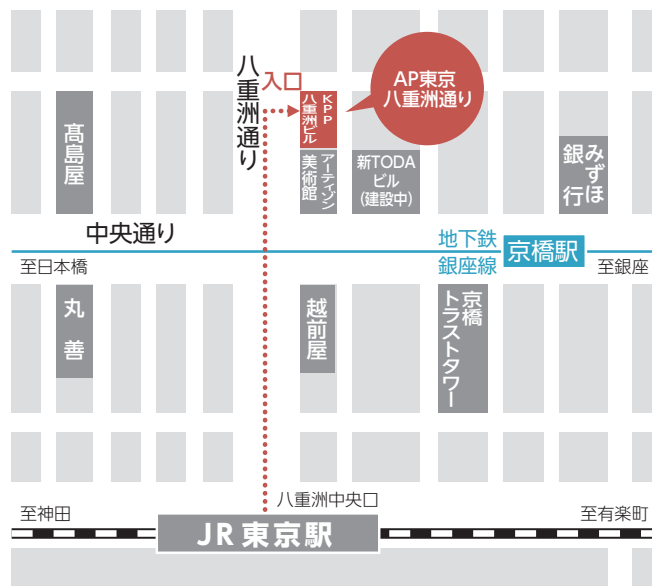 八重洲通り
入口
KPP
八重洲ビル
AP東京
八重洲通り
髙島屋
アーティゾン
美術館
新TODA
ビル
(建設中)
みずほ
銀行
中央通り
地下鉄
銀座線
京橋駅
至日本橋
至銀座
丸善
越前屋
京橋
トラストタワー
八重洲中央口
至神田
至有楽町
JR東京駅